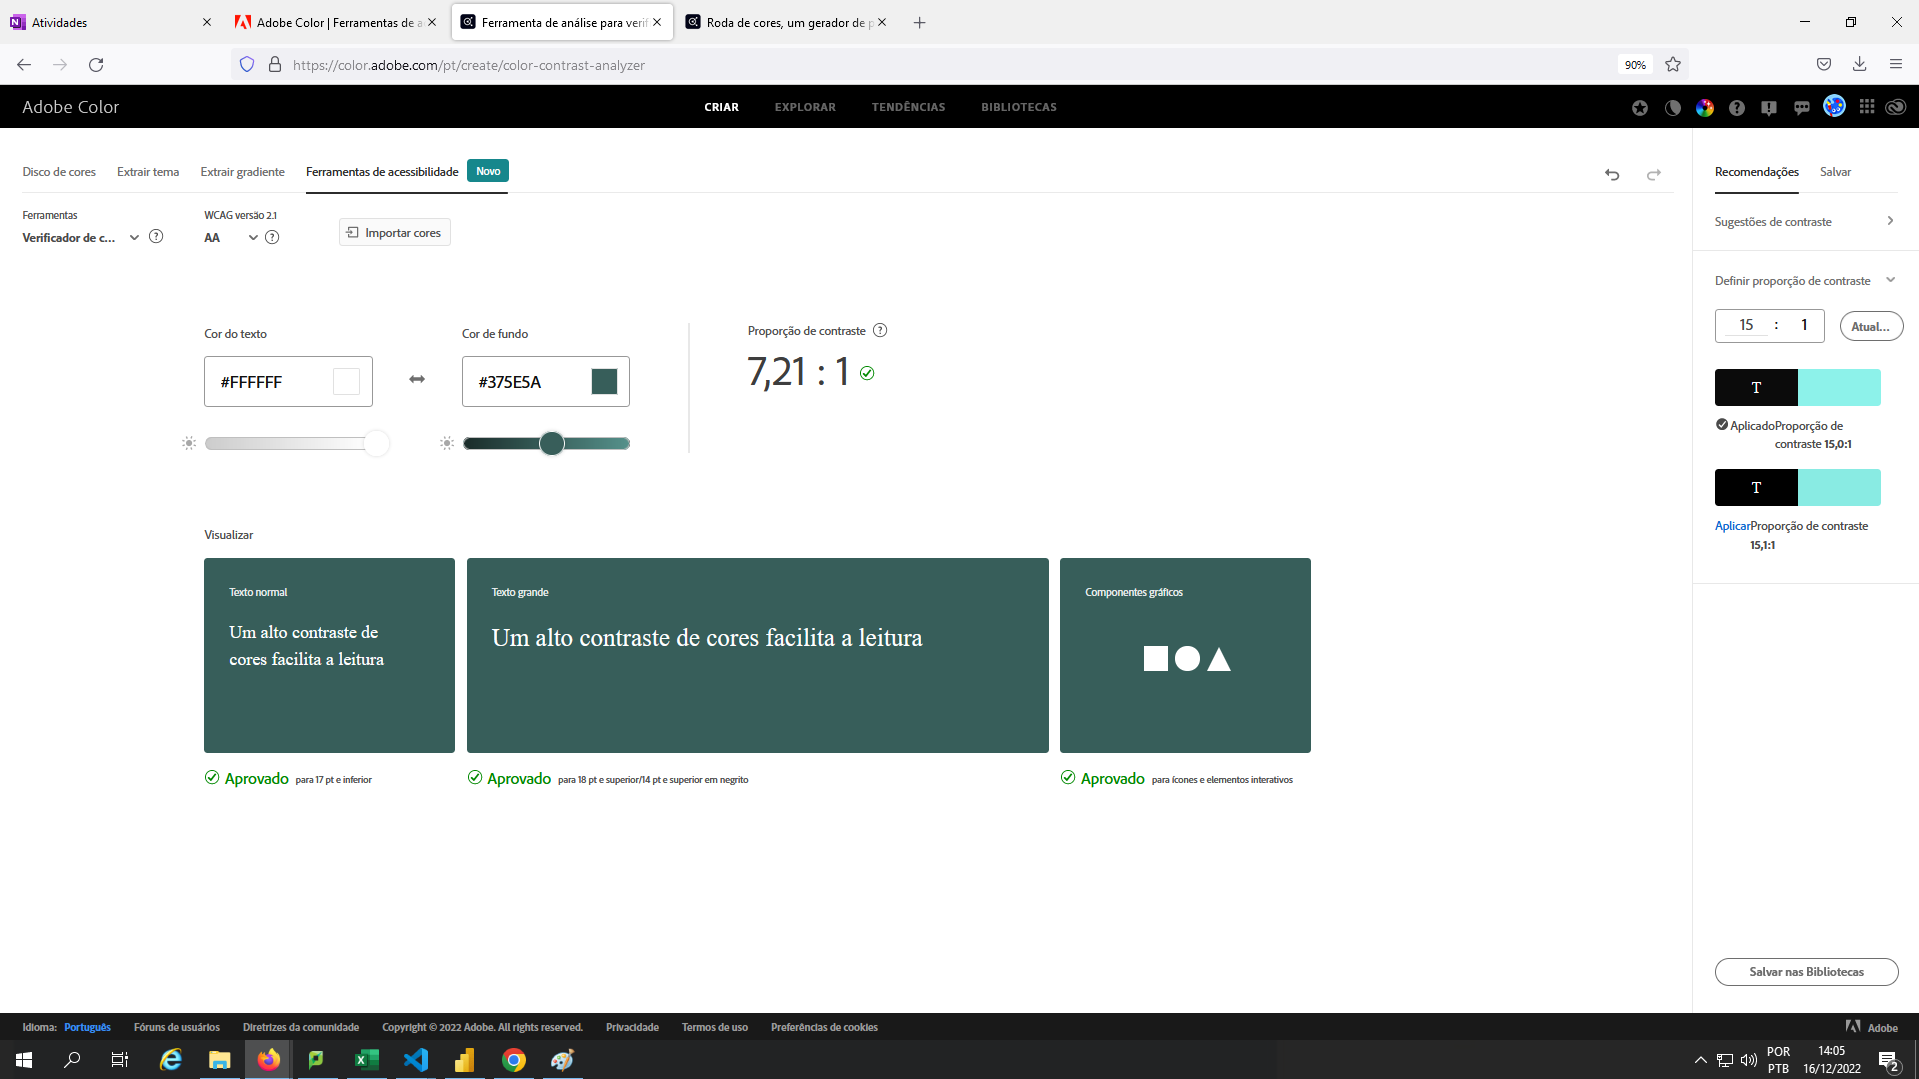 Atividades
Adobe Color | Ferramentas de a
Ferramenta de análise para verif
Roda de cores, um gerador de p
https://color.adobe.com/pt/create/color-contrast-analyzer
90%
Adobe Color
CRIAR
EXPLORAR
TENDÊNCIAS
BIBLIOTECAS
Disco de cores
Extrair tema
Extrair gradiente
Ferramentas de acessibilidade
Novo
Recomendações
Salvar
Ferramentas
Verificador de c...
WCAG versão 2.1
AA
Importar cores
Sugestões de contraste
Definir proporção de contraste
15 : 1
Atual...
Cor do texto
#FFFFFF
Cor de fundo
#375E5A
Proporção de contraste
7,21 : 1
T
AplicadoProporção de
contraste 15,0:1
T
AplicarProporção de contraste
15,1:1
Visualizar
Texto normal
Um alto contraste de
cores facilita a leitura
Texto grande
Um alto contraste de cores facilita a leitura
Componentes gráficos
Aprovado para 17 pt e inferior
Aprovado para 18 pt e superior/14 pt e superior em negrito
Aprovado para ícones e elementos interativos
Salvar nas Bibliotecas
Idioma: Português
Fóruns de usuários
Diretrizes da comunidade
Copyright © 2022 Adobe. All rights reserved.
Privacidade
Termos de uso
Preferências de cookies
Adobe
POR
PTB
14:05
16/12/2022
2